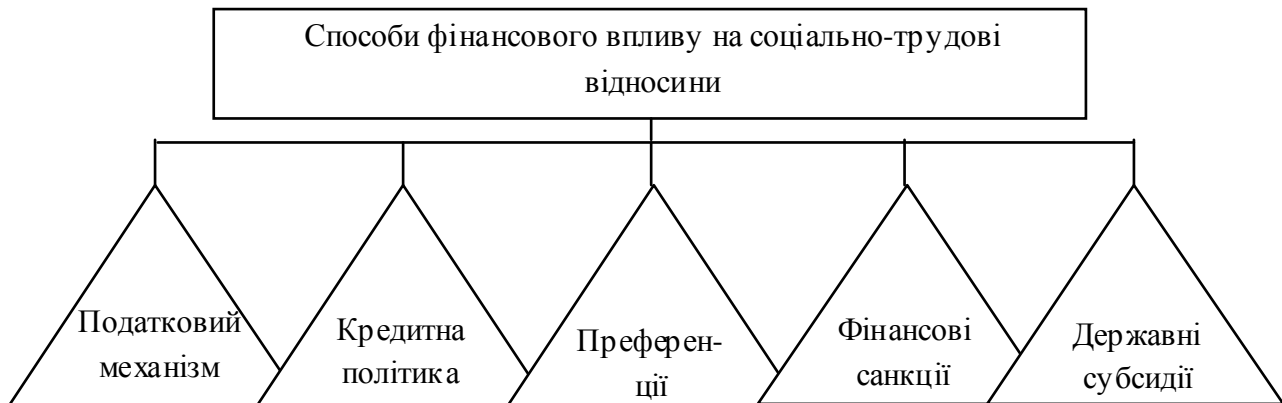 Способи фінансового впливу на соціально-трудові
відносини
Податковий
механізм
Кредитна
політика
Преферен-
ції
Фінансові
санкції
Державні
субсидії